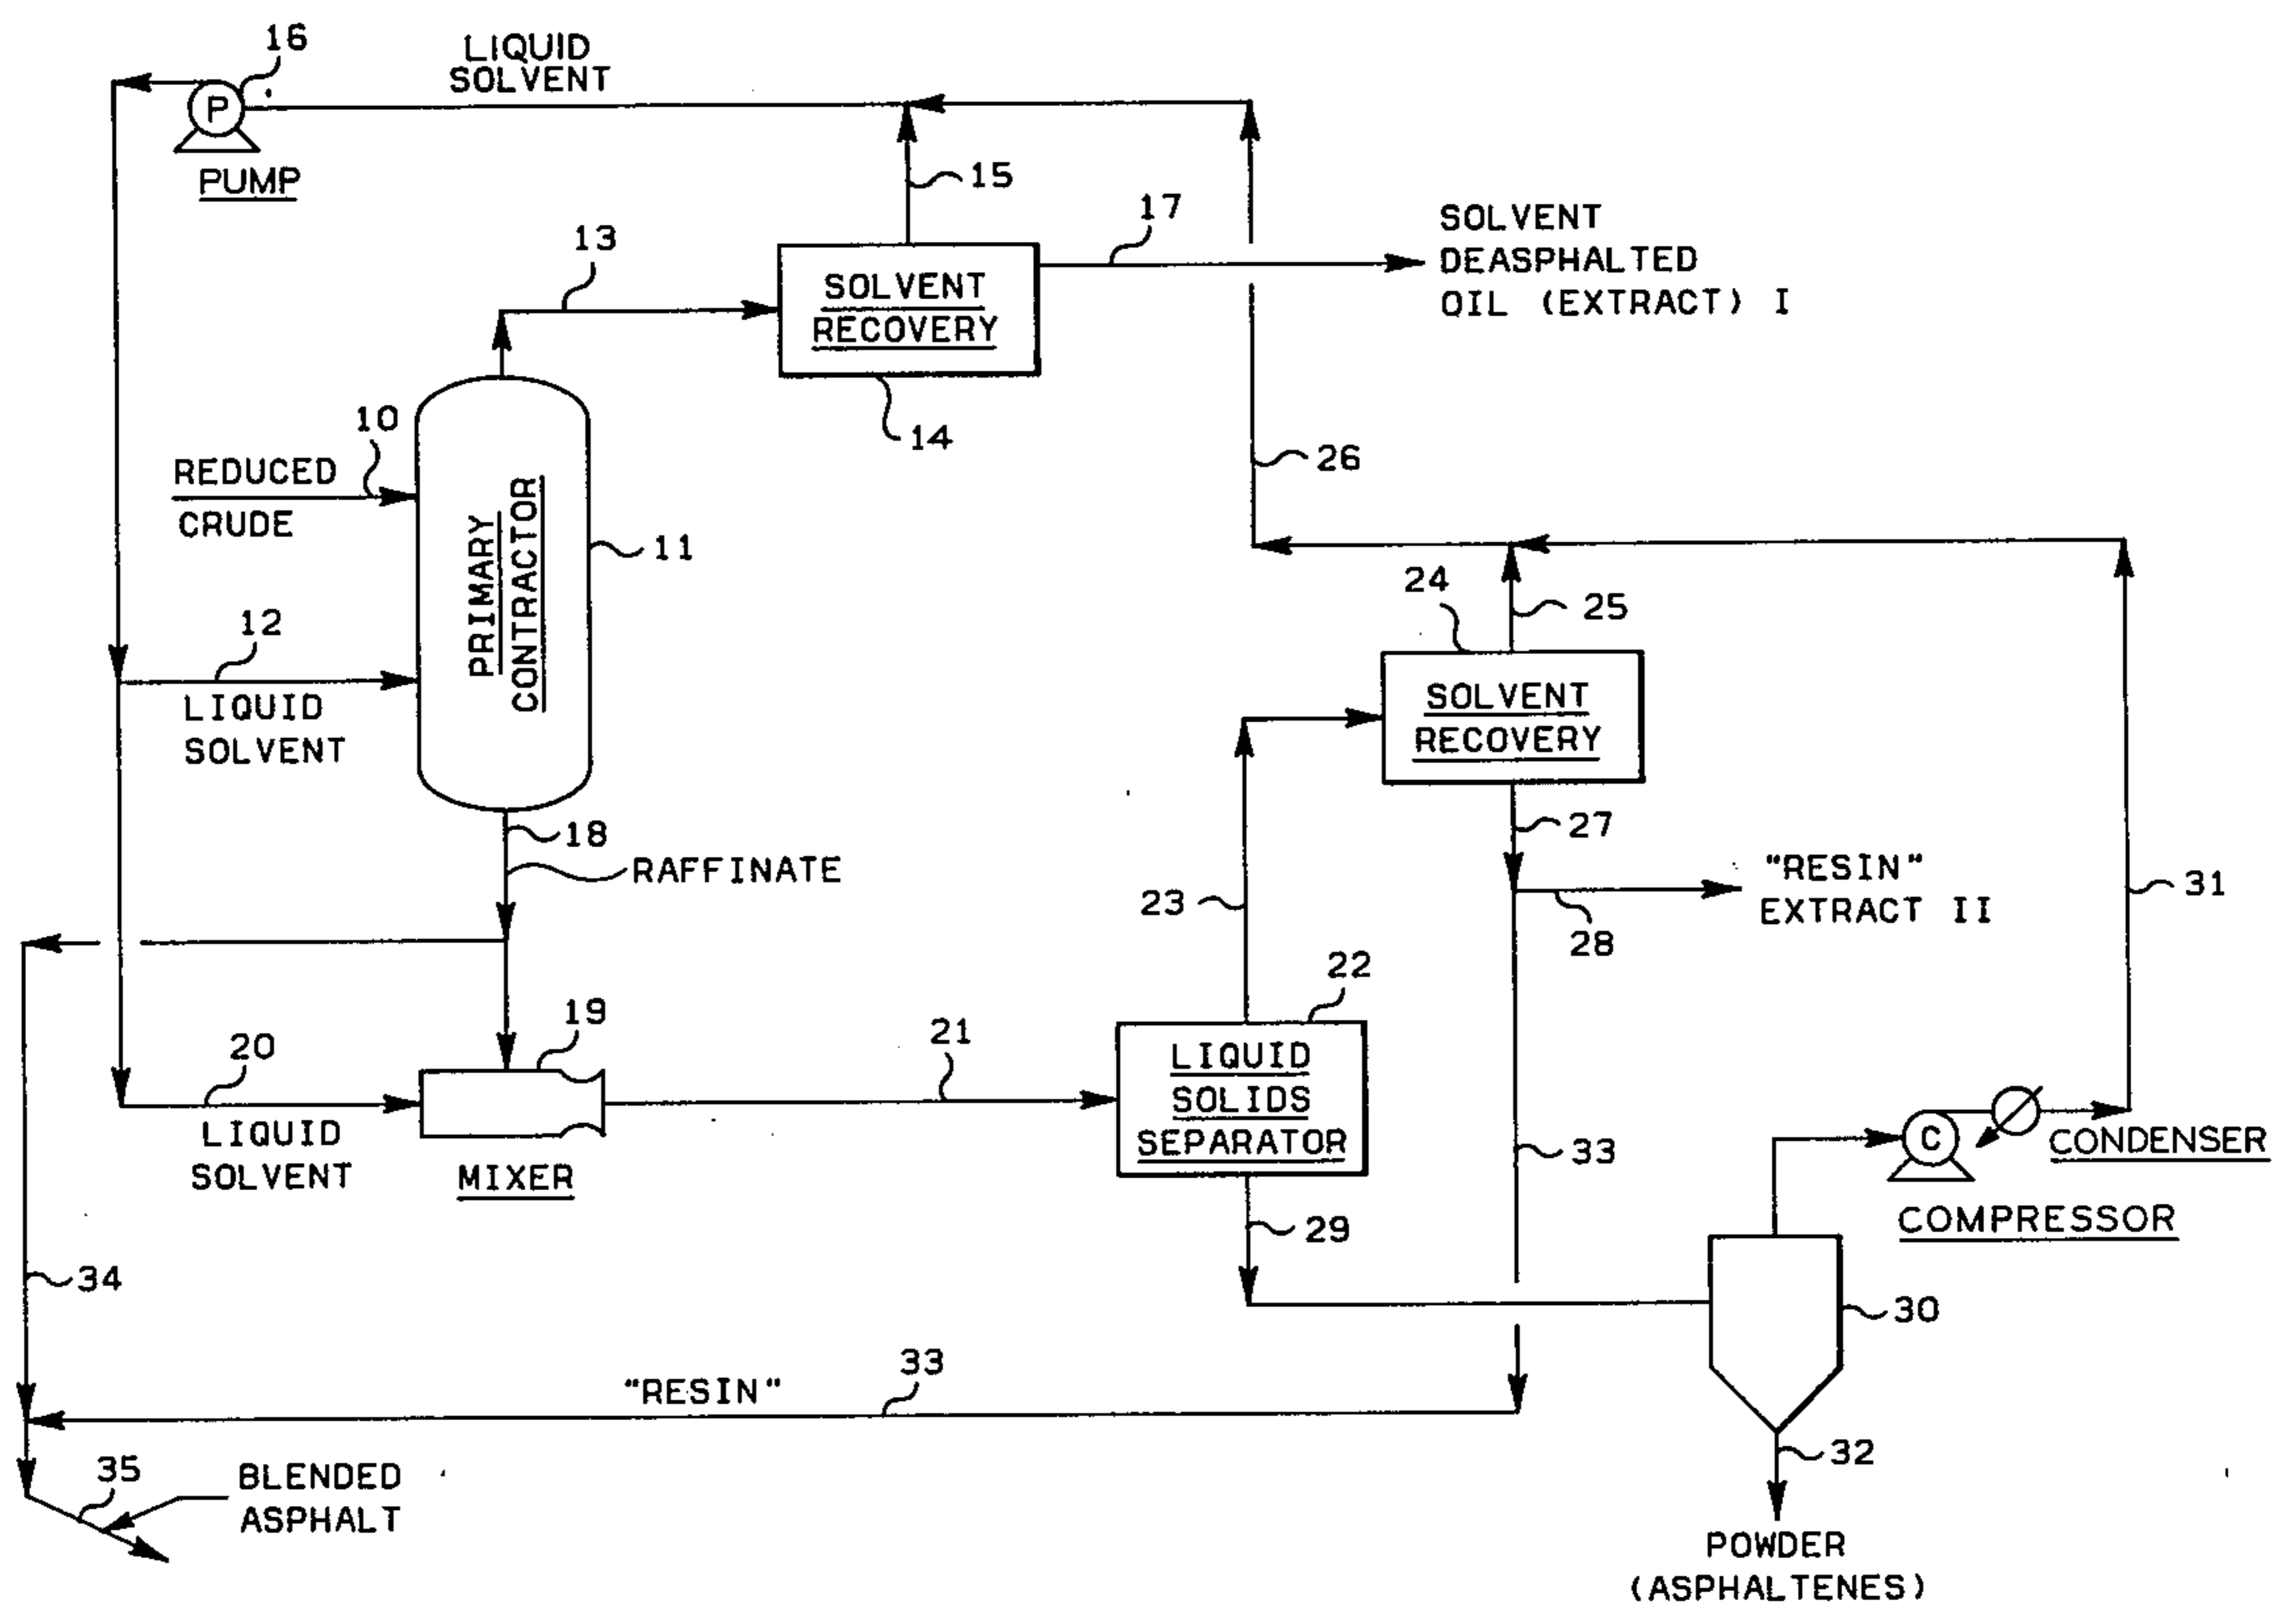 16
LIQUID
SOLVENT
P
PUMP
15
17
13
SOLVENT
DEASPHALTED
OIL (EXTRACT) I
SOLVENT
RECOVERY
14
10
REDUCED
CRUDE
26
PRIMARY
CONTRACTOR
11
24
25
12
LIQUID
SOLVENT
SOLVENT
RECOVERY
18
27
RAFFINATE
"RESIN"
EXTRACT II
23
28
31
22
19
20
21
LIQUID
SOLIDS
SEPARATOR
LIQUID
SOLVENT
MIXER
33
C
CONDENSER
COMPRESSOR
29
34
30
33
"RESIN"
32
35
BLENDED
ASPHALT
POWDER
(ASPHALTENES)